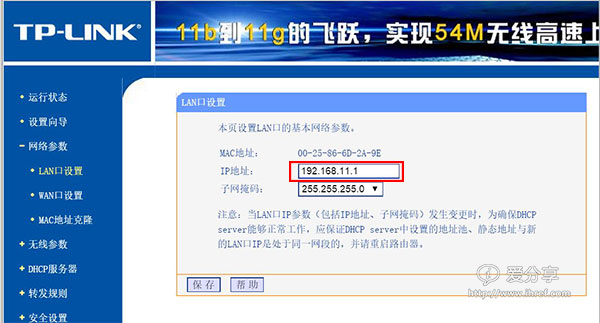 TP-LINK®
11b到11g的飞跃，实现54M无线高速上
• 运行状态
• 设置向导
- 网络参数
• LAN口设置
• WAN口设置
• MAC地址克隆
+ 无线参数
+ DHCP服务器
+ 转发规则
+ 安全设置
LAN口设置
本页设置LAN口的基本网络参数。
MAC地址： 00-25-86-6D-2A-9E
IP地址： 192.168.11.1
子网掩码： 255.255.255.0
注意：当LAN口IP参数（包括IP地址、子网掩码）发生变更时，为确保DHCP
server能够正常工作，应保证DHCP server中设置的地址池、静态地址与新
的LAN口IP是处于同一网段的，并请重启路由器。
保存 帮助
爱分享
http://www.ihref.com